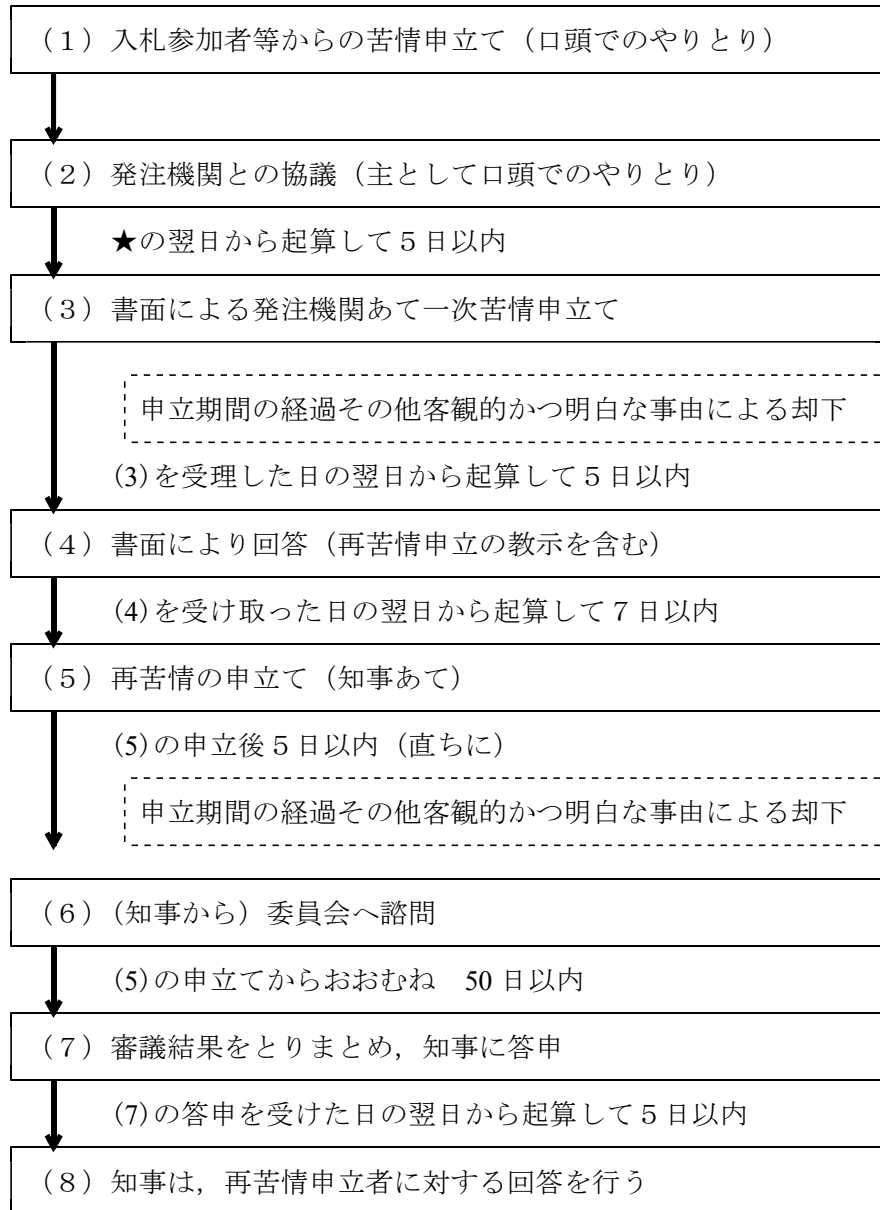 （１）入札参加者等からの苦情申立て（口頭でのやりとり）
（２）発注機関との協議（主として口頭でのやりとり）
★の翌日から起算して５日以内
（３）書面による発注機関あて一次苦情申立て
申立期間の経過その他客観的かつ明白な事由による却下
(3)を受理した日の翌日から起算して５日以内
（４）書面により回答（再苦情申立の教示を含む）
(4)を受け取った日の翌日から起算して７日以内
（５）再苦情の申立て（知事あて）
(5)の申立後５日以内（直ちに）
申立期間の経過その他客観的かつ明白な事由による却下
（６）（知事から）委員会へ諮問
(5)の申立てからおおむね　50 日以内
（７）審議結果をとりまとめ，知事に答申
(7)の答申を受けた日の翌日から起算して５日以内
（８）知事は，再苦情申立者に対する回答を行う